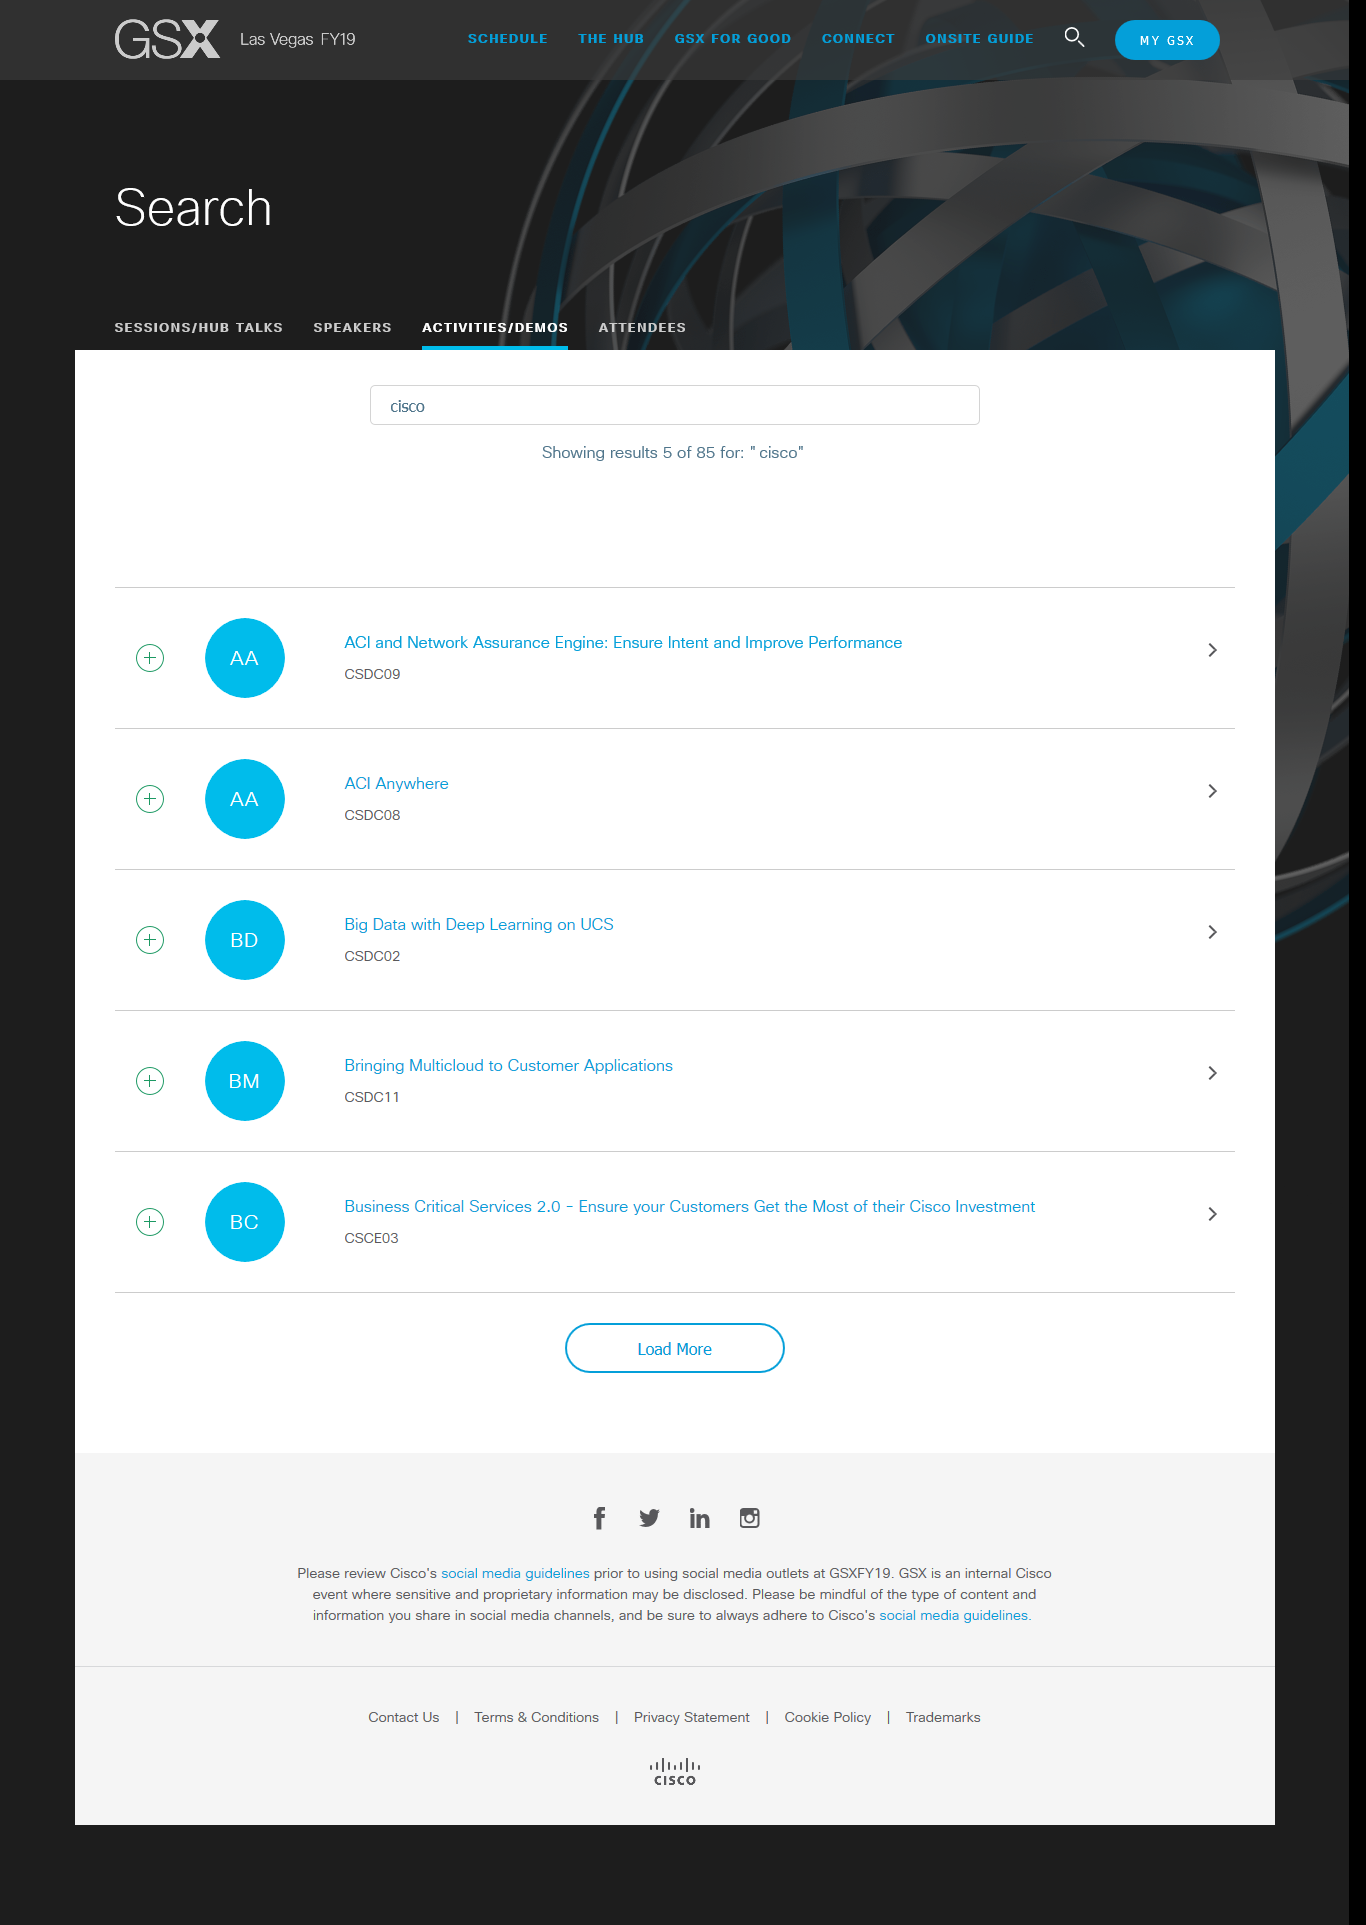 GSX Las Vegas FY19 SCHEDULE THE HUB GSX FOR GOOD CONNECT ONSITE GUIDE MY GSX
Search
SESSIONS/HUB TALKS SPEAKERS ACTIVITIES/DEMOS ATTENDEES
cisco
Showing results 5 of 85 for: " cisco"
AA
ACI and Network Assurance Engine: Ensure Intent and Improve Performance
CSDC09
AA
ACI Anywhere
CSDC08
BD
Big Data with Deep Learning on UCS
CSDC02
BM
Bringing Multicloud to Customer Applications
CSDC11
BC
Business Critical Services 2.0 - Ensure your Customers Get the Most of their Cisco Investment
CSCE03
Load More
Please review Cisco's social media guidelines prior to using social media outlets at GSXFY19. GSX is an internal Cisco
event where sensitive and proprietary information may be disclosed. Please be mindful of the type of content and
information you share in social media channels, and be sure to always adhere to Cisco's social media guidelines.
Contact Us | Terms & Conditions | Privacy Statement | Cookie Policy | Trademarks
CISCO